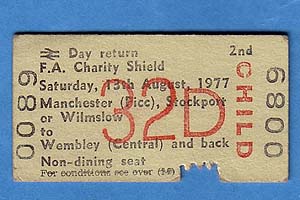 Day return 2nd
F.A. Charity Shield
Saturday, 13th August, 1977
Manchester (Picc), Stockport
or Wilmslow
to
Wembley (Central) and back
Non-dining seat
For conditions see over
32D
CHILD
0089
6800